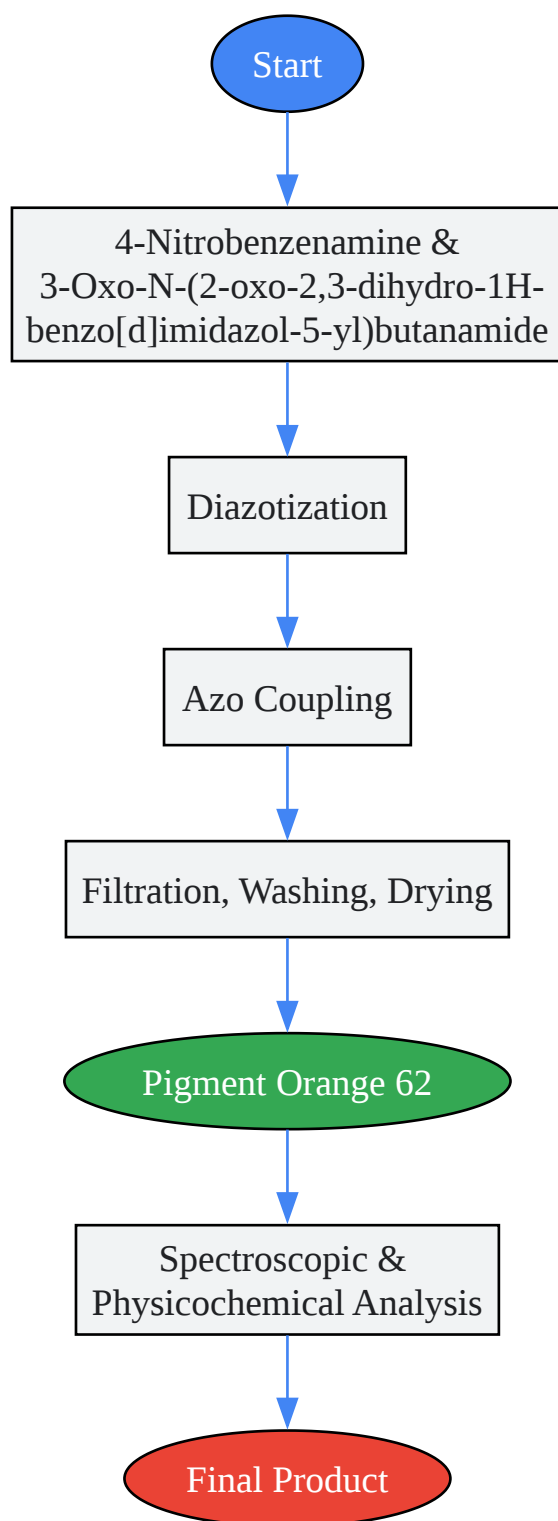 Start
4-Nitrobenzenamine &
3-Oxo-N-(2-oxo-2,3-dihydro-1H-
benzo[d]imidazol-5-yl)butanamide
Diazotization
Azo Coupling
Filtration, Washing, Drying
Pigment Orange 62
Spectroscopic &
Physicochemical Analysis
Final Product